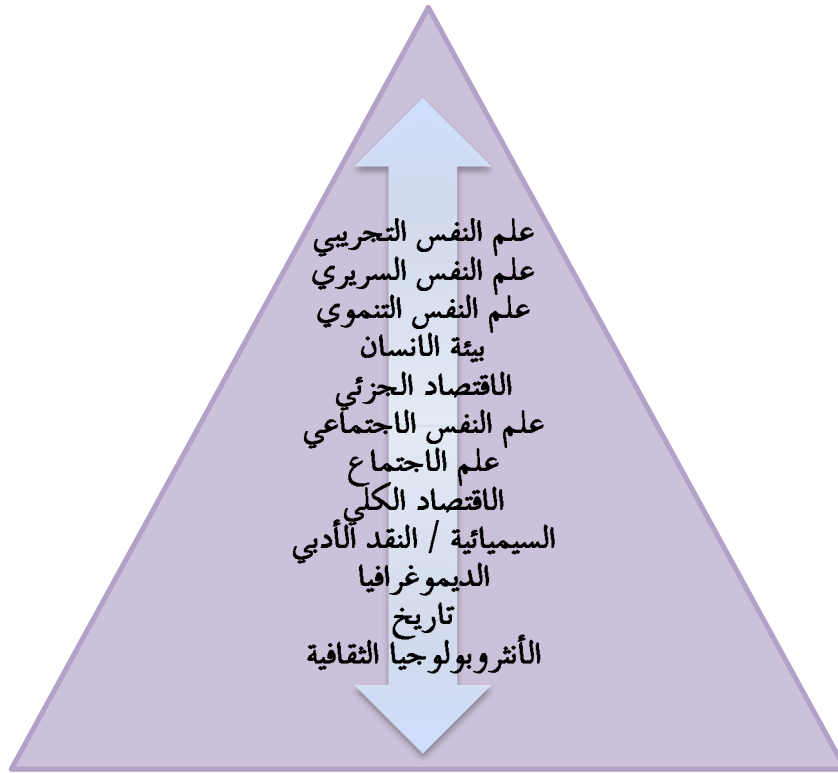 علم النفس التجريبي
علم النفس السريري
علم النفس التنموي
بيئة الانسان
الاقتصاد الجزئي
علم النفس الاجتماعي
علم الاجتماع
الاقتصاد الكلي
السيميائية / النقد الأدبي
الديموغرافيا
تاريخ
الأنثروبولوجيا الثقافية